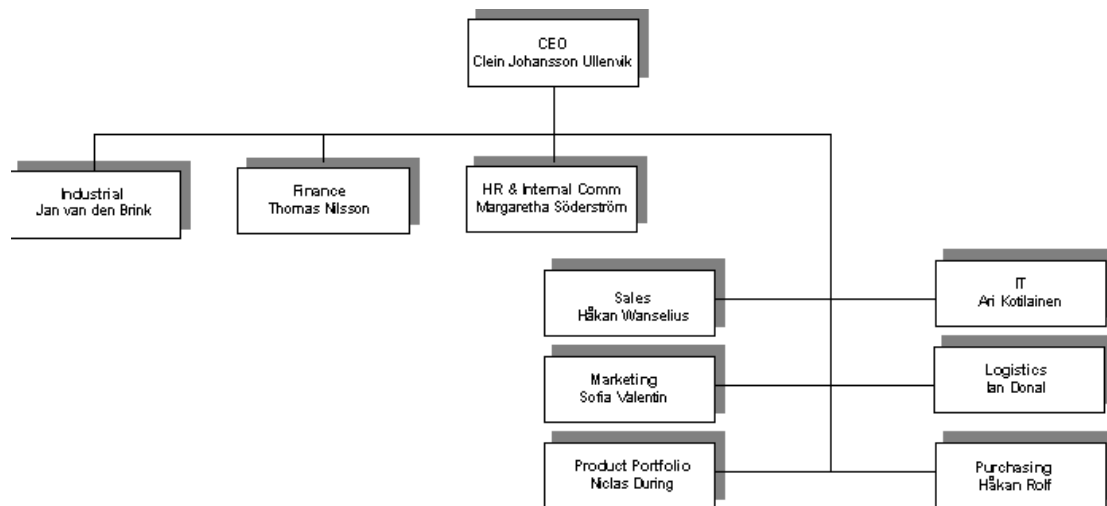 CEO
Clein Johansson Ullenvik
Industrial
Jan van den Brink
Finance
Thomas Nilsson
HR & Internal Comm
Margaretha Söderström
Sales
Håkan Wanselius
IT
Ari Kotilainen
Marketing
Sofia Valentin
Logistics
Ian Donal
Product Portfolio
Niclas During
Purchasing
Håkan Rolf